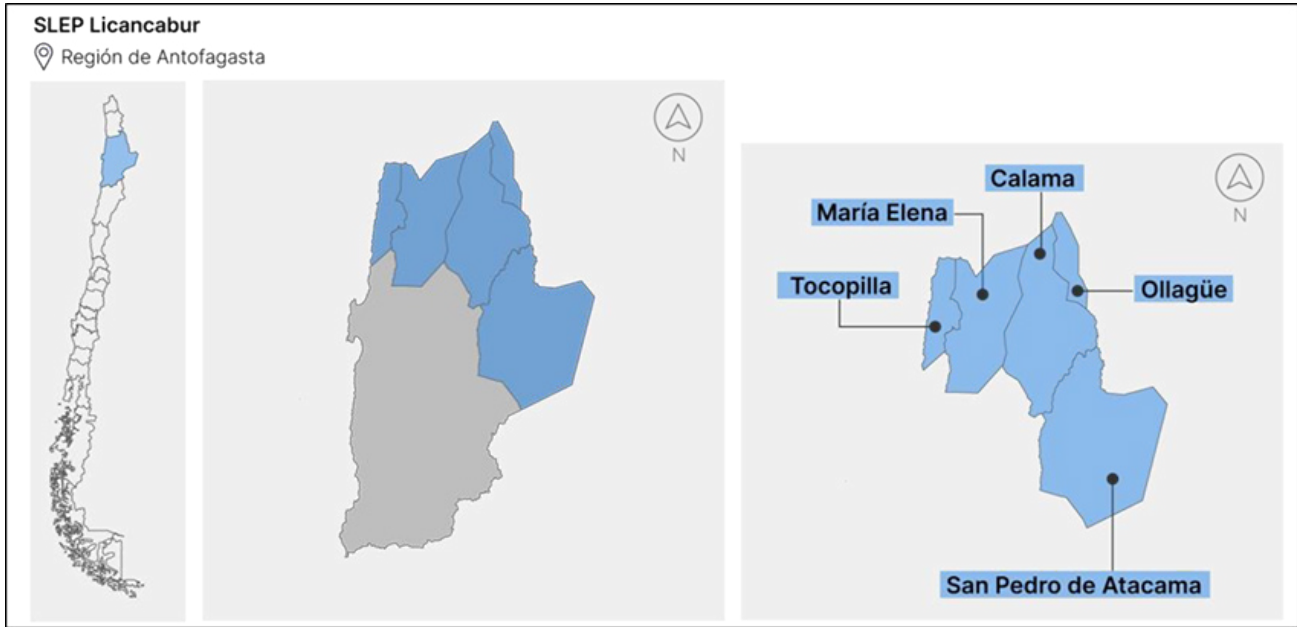 SLEP Licancabur
Región de Antofagasta
N
N
Calama
María Elena
Tocopilla
Ollagüe
San Pedro de Atacama